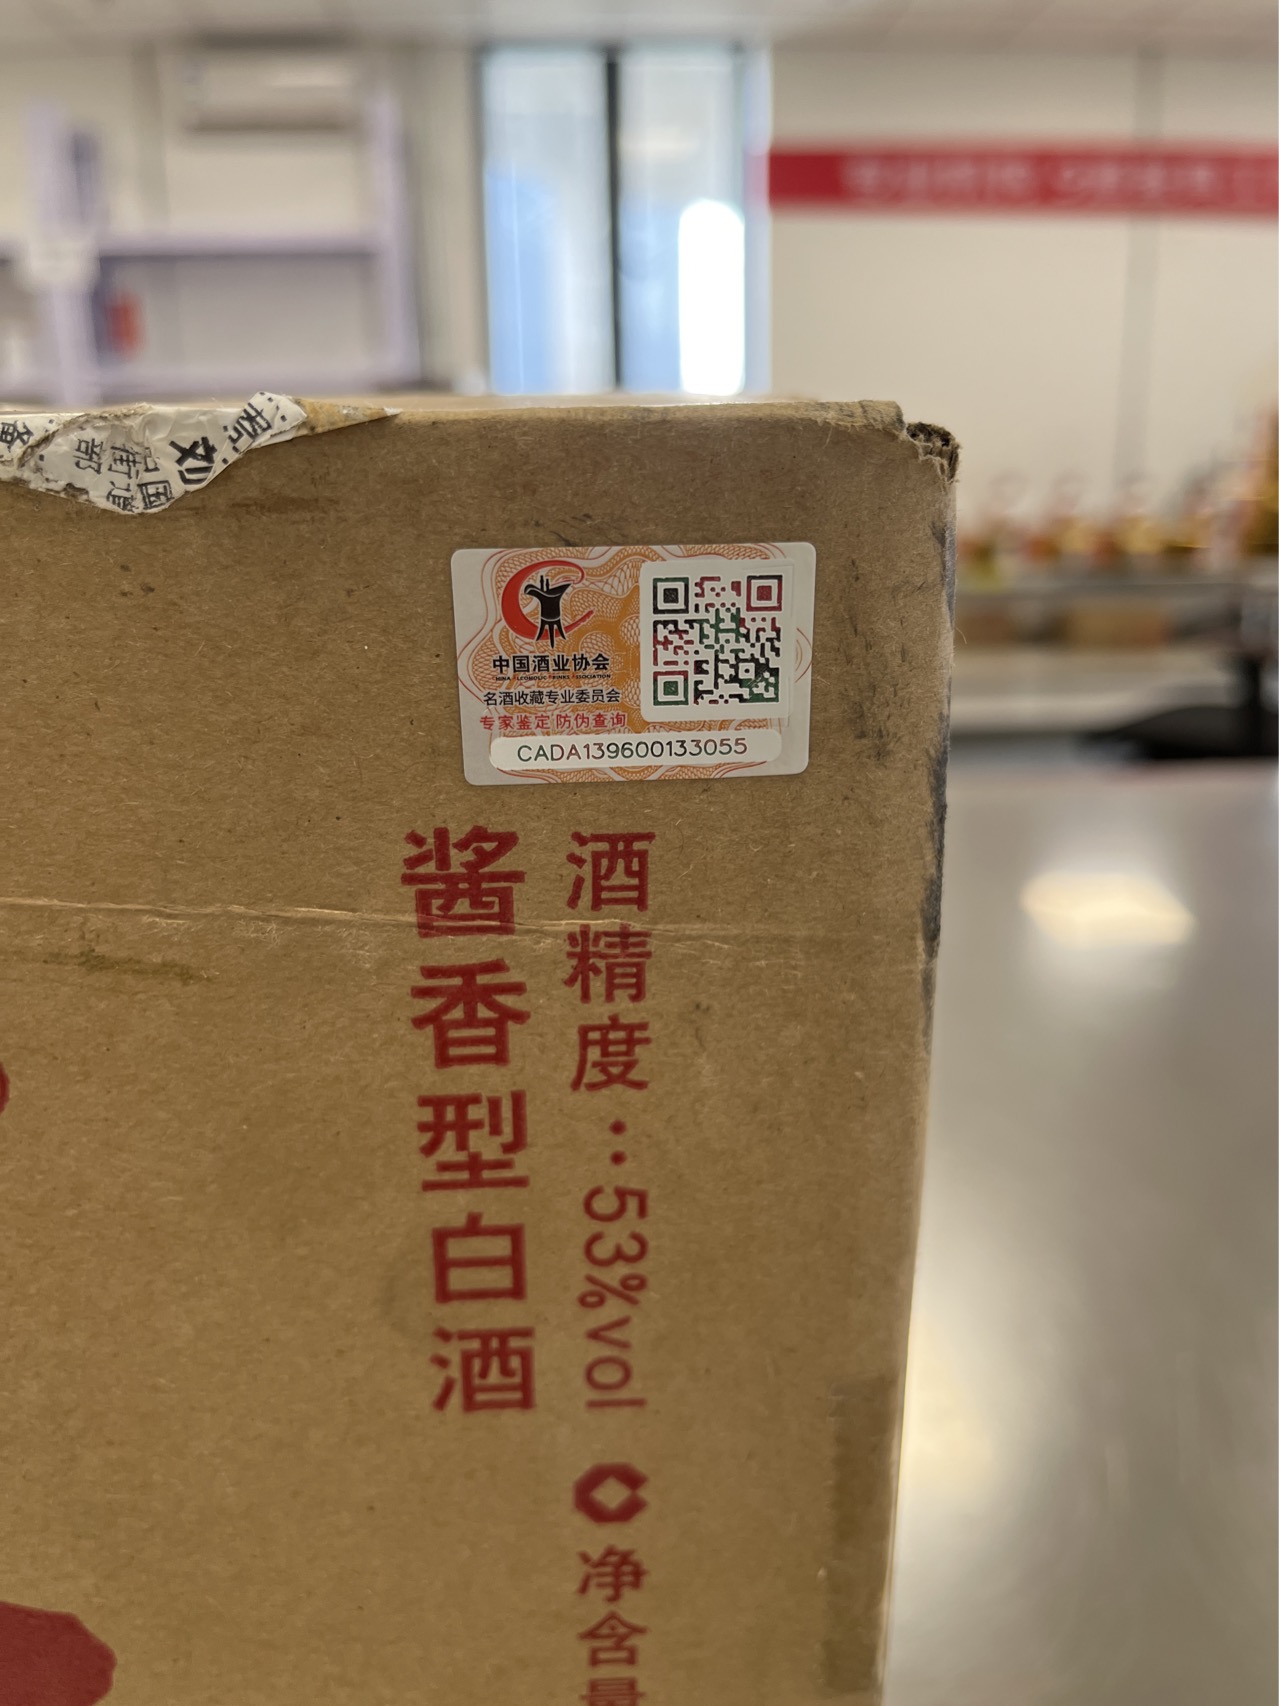 中国酒业协会
名酒收藏专业委员会
专家鉴定 防伪查询
CADA139600133055
酒精度:53%vol
净含量
酱香型白酒